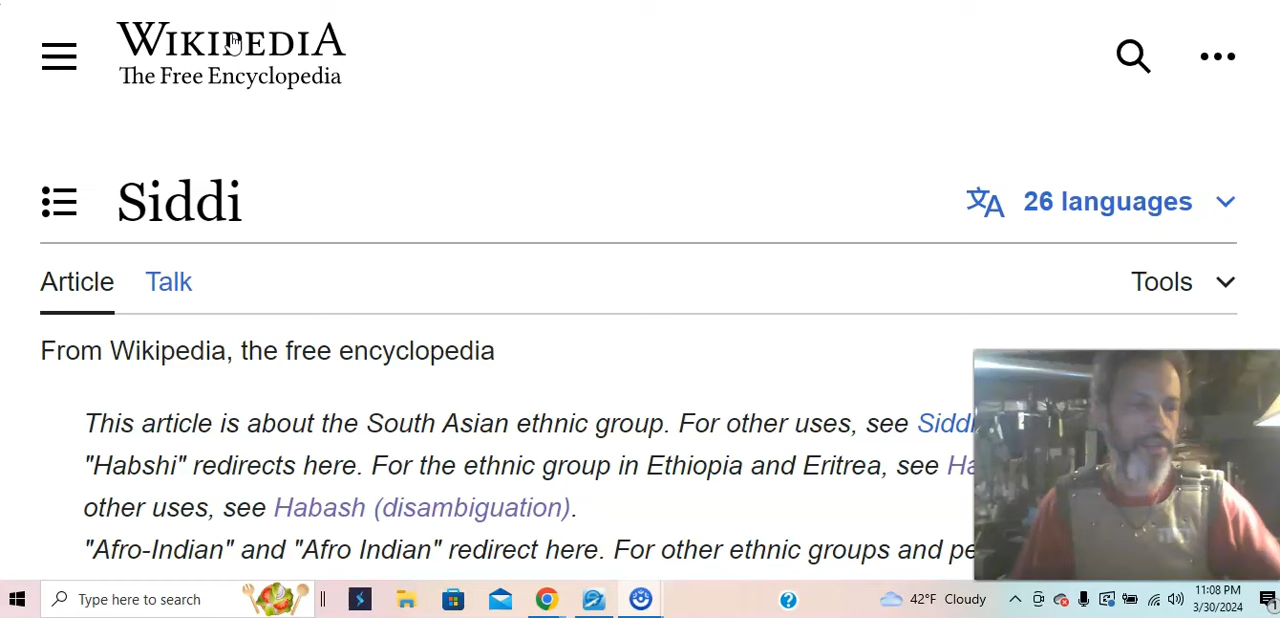 WIKIPEDIA
The Free Encyclopedia
Siddi
文A 26 languages
Article Talk
Tools
From Wikipedia, the free encyclopedia
This article is about the South Asian ethnic group. For other uses, see
"Habshi" redirects here. For the ethnic group in Ethiopia and Eritrea, see
other uses, see Habash (disambiguation).
"Afro-Indian" and "Afro Indian" redirect here. For other ethnic groups and
Type here to search
42°F Cloudy
11:08 PM
3/30/2024